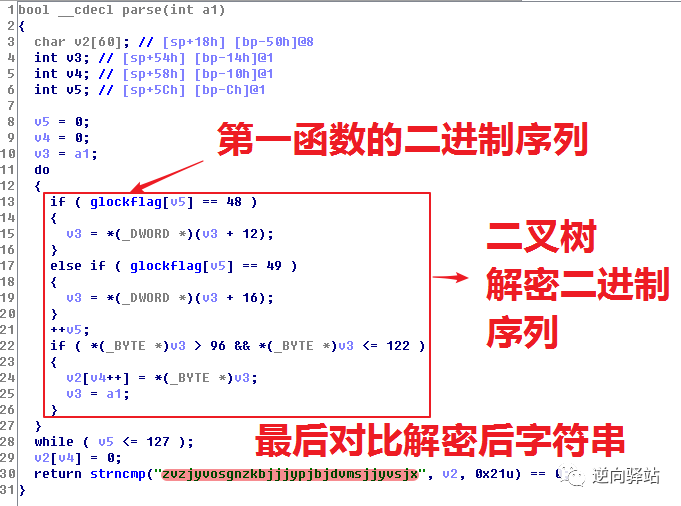 1 bool __cdecl parse(int a1)
2 {
3 char v2[60]; // [sp+18h] [bp-50h]@8
4 int v3; // [sp+54h] [bp-14h]@1
5 int v4; // [sp+58h] [bp-10h]@1
6 int v5; // [sp+5Ch] [bp-Ch]@1
7
8 v5 = 0;
9 v4 = 0;
10 v3 = a1;
11 do
12 {
第一函数的二进制序列
13 if ( glockflag[v5] == 48 )
14 {
15 v3 = *(_DWORD *)(v3 + 12);
16 }
17 else if ( glockflag[v5] == 49 )
18 {
19 v3 = *(_DWORD *)(v3 + 16);
20 }
21 ++v5;
22 if ( *(_BYTE *)v3 > 96 && *(_BYTE *)v3 <= 122 )
23 {
24 v2[v4++] = *(_BYTE *)v3;
25 v3 = a1;
26 }
二叉树
解密二进制
序列
27 }
28 while ( v5 <= 127 );
29 v2[v4] = 0;
最后对比解密后字符串
30 return strncmp("zvzjyvosgnzkbjjjypjbjdvmsjjyvsjx", v2, 0x21u) == 0
31 }
逆向驿站